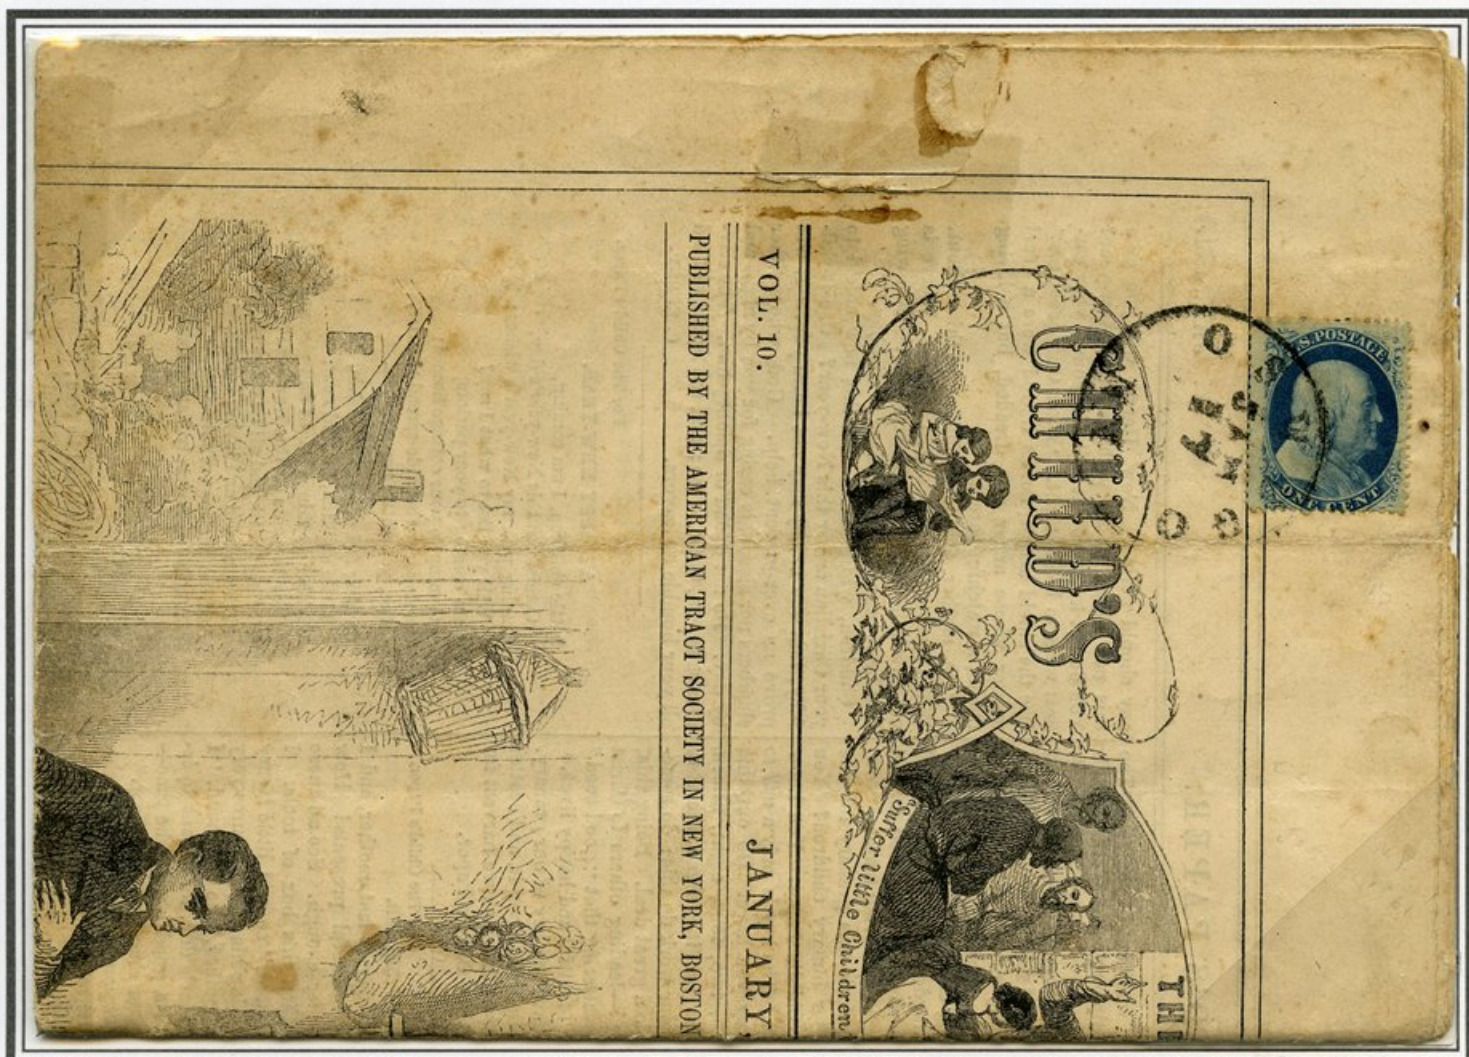 THE
CHILD'S
"Suffer little Children
VOL. 10.
JANUARY,
PUBLISHED BY THE AMERICAN TRACT SOCIETY IN NEW YORK, BOSTON
U.S. POSTAGE
ONE CENT
JAN
17